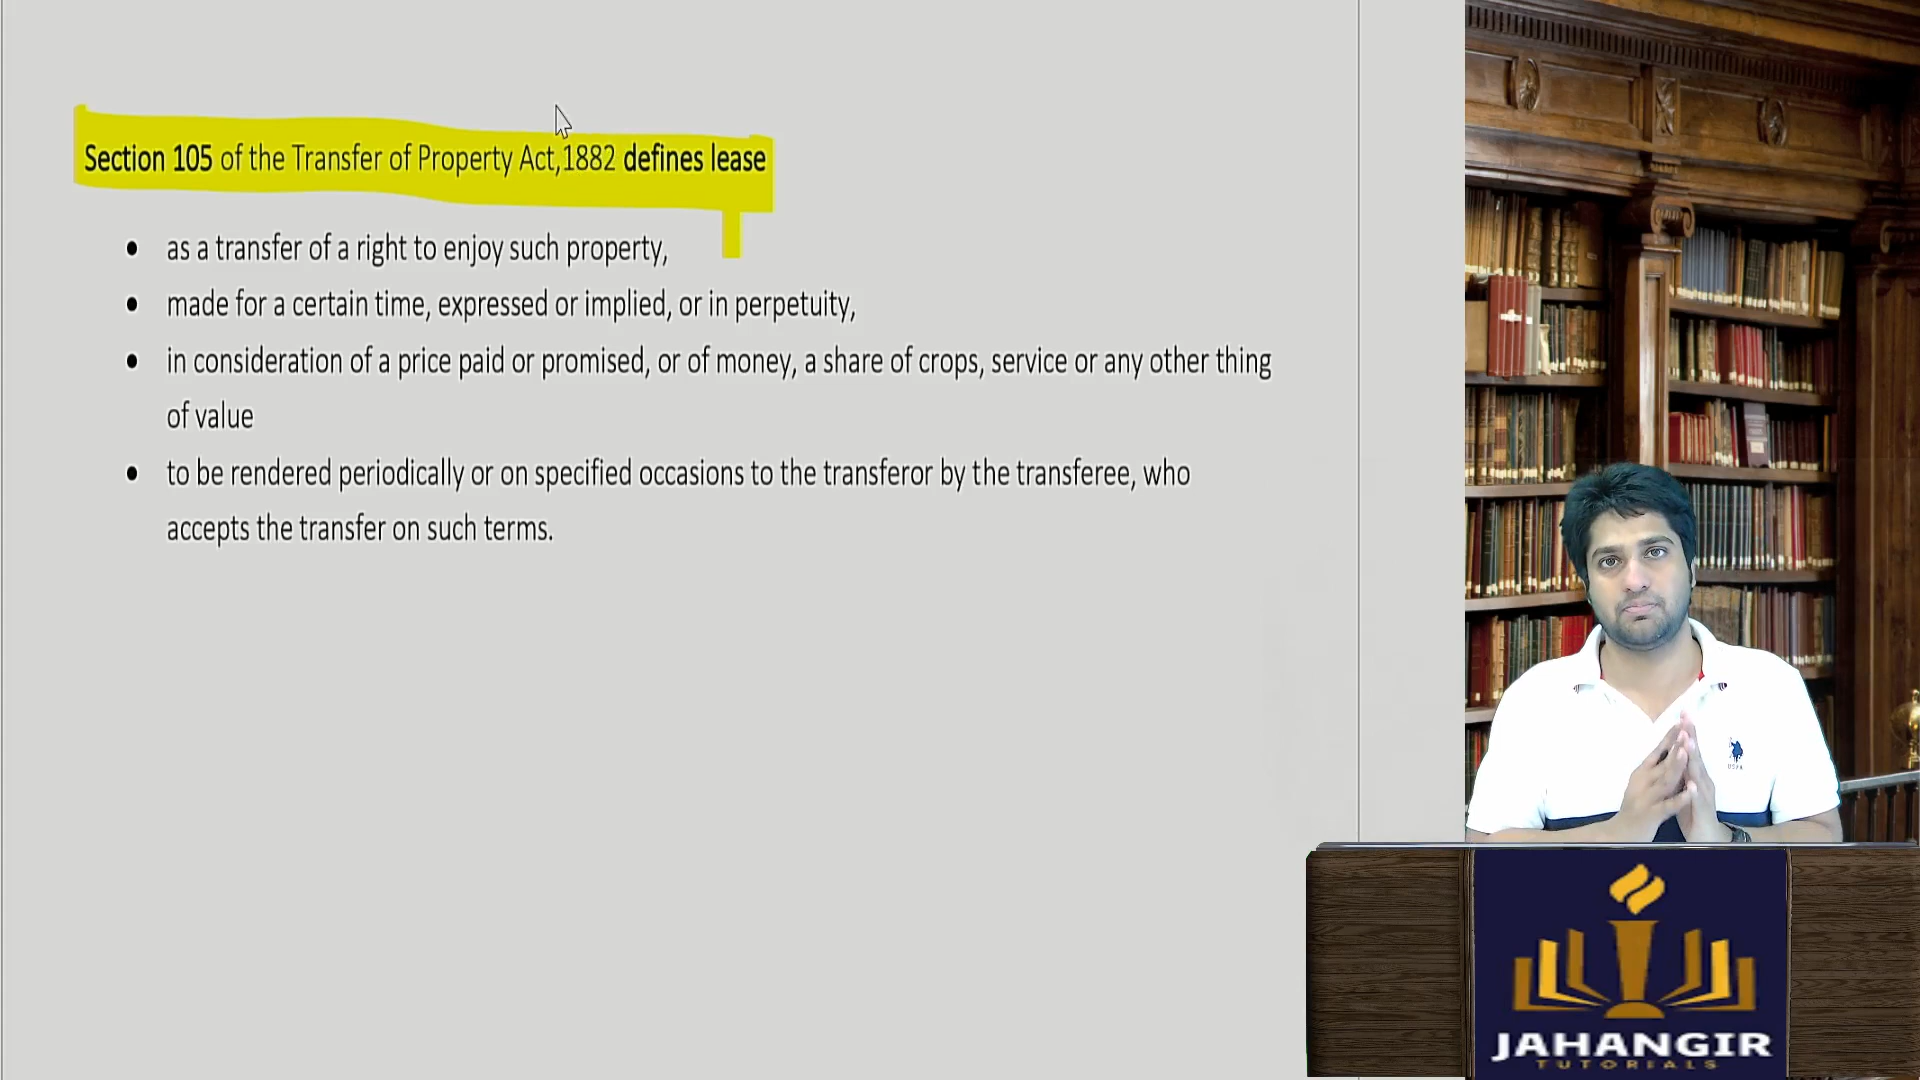 Section 105 of the Transfer of Property Act,1882 defines lease
• as a transfer of a right to enjoy such property,
• made for a certain time, expressed or implied, or in perpetuity,
• in consideration of a price paid or promised, or of money, a share of crops, service or any other thing
of value
• to be rendered periodically or on specified occasions to the transferor by the transferee, who
accepts the transfer on such terms.
JAHANGIR
TUTORIALS